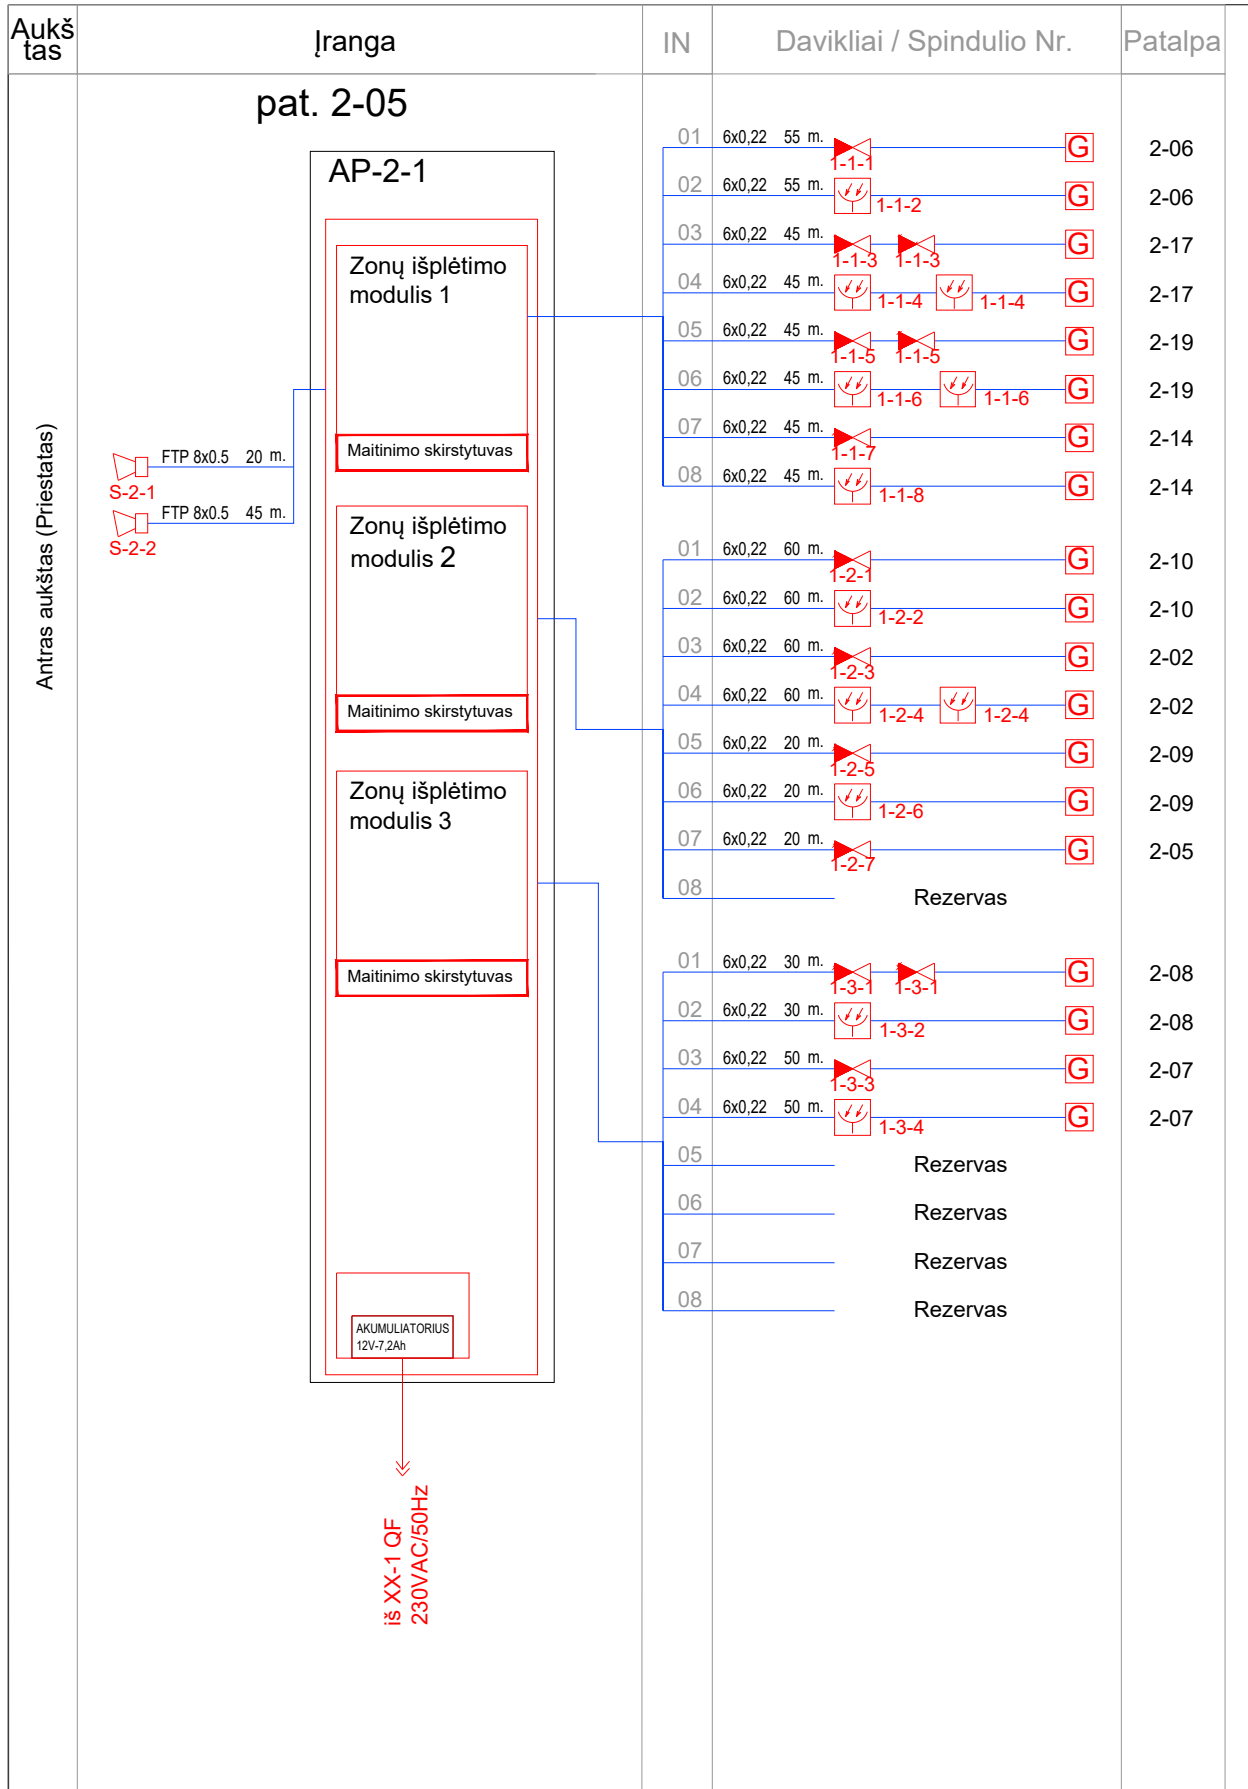 Aukš
tas
Įranga
IN
Davikliai / Spindulio Nr.
Patalpa
pat. 2-05
AP-2-1
Zonų išplėtimo
modulis 1
Maitinimo skirstytuvas
Zonų išplėtimo
modulis 2
Maitinimo skirstytuvas
Zonų išplėtimo
modulis 3
Maitinimo skirstytuvas
AKUMULIATORIUS
12V-7,2Ah
iš XX-1 QF
230VAC/50Hz
Antras aukštas (Priestatas)
FTP 8x0.5 20 m.
S-2-1
FTP 8x0.5 45 m.
S-2-2
01 6x0,22 55 m. 1-1-1 G 2-06
02 6x0,22 55 m. 1-1-2 G 2-06
03 6x0,22 45 m. 1-1-3 1-1-3 G 2-17
04 6x0,22 45 m. 1-1-4 1-1-4 G 2-17
05 6x0,22 45 m. 1-1-5 1-1-5 G 2-19
06 6x0,22 45 m. 1-1-6 1-1-6 G 2-19
07 6x0,22 45 m. 1-1-7 G 2-14
08 6x0,22 45 m. 1-1-8 G 2-14
01 6x0,22 60 m. 1-2-1 G 2-10
02 6x0,22 60 m. 1-2-2 G 2-10
03 6x0,22 60 m. 1-2-3 G 2-02
04 6x0,22 60 m. 1-2-4 1-2-4 G 2-02
05 6x0,22 20 m. 1-2-5 G 2-09
06 6x0,22 20 m. 1-2-6 G 2-09
07 6x0,22 20 m. 1-2-7 G 2-05
08 Rezervas
01 6x0,22 30 m. 1-3-1 1-3-1 G 2-08
02 6x0,22 30 m. 1-3-2 G 2-08
03 6x0,22 50 m. 1-3-3 G 2-07
04 6x0,22 50 m. 1-3-4 G 2-07
05 Rezervas
06 Rezervas
07 Rezervas
08 Rezervas